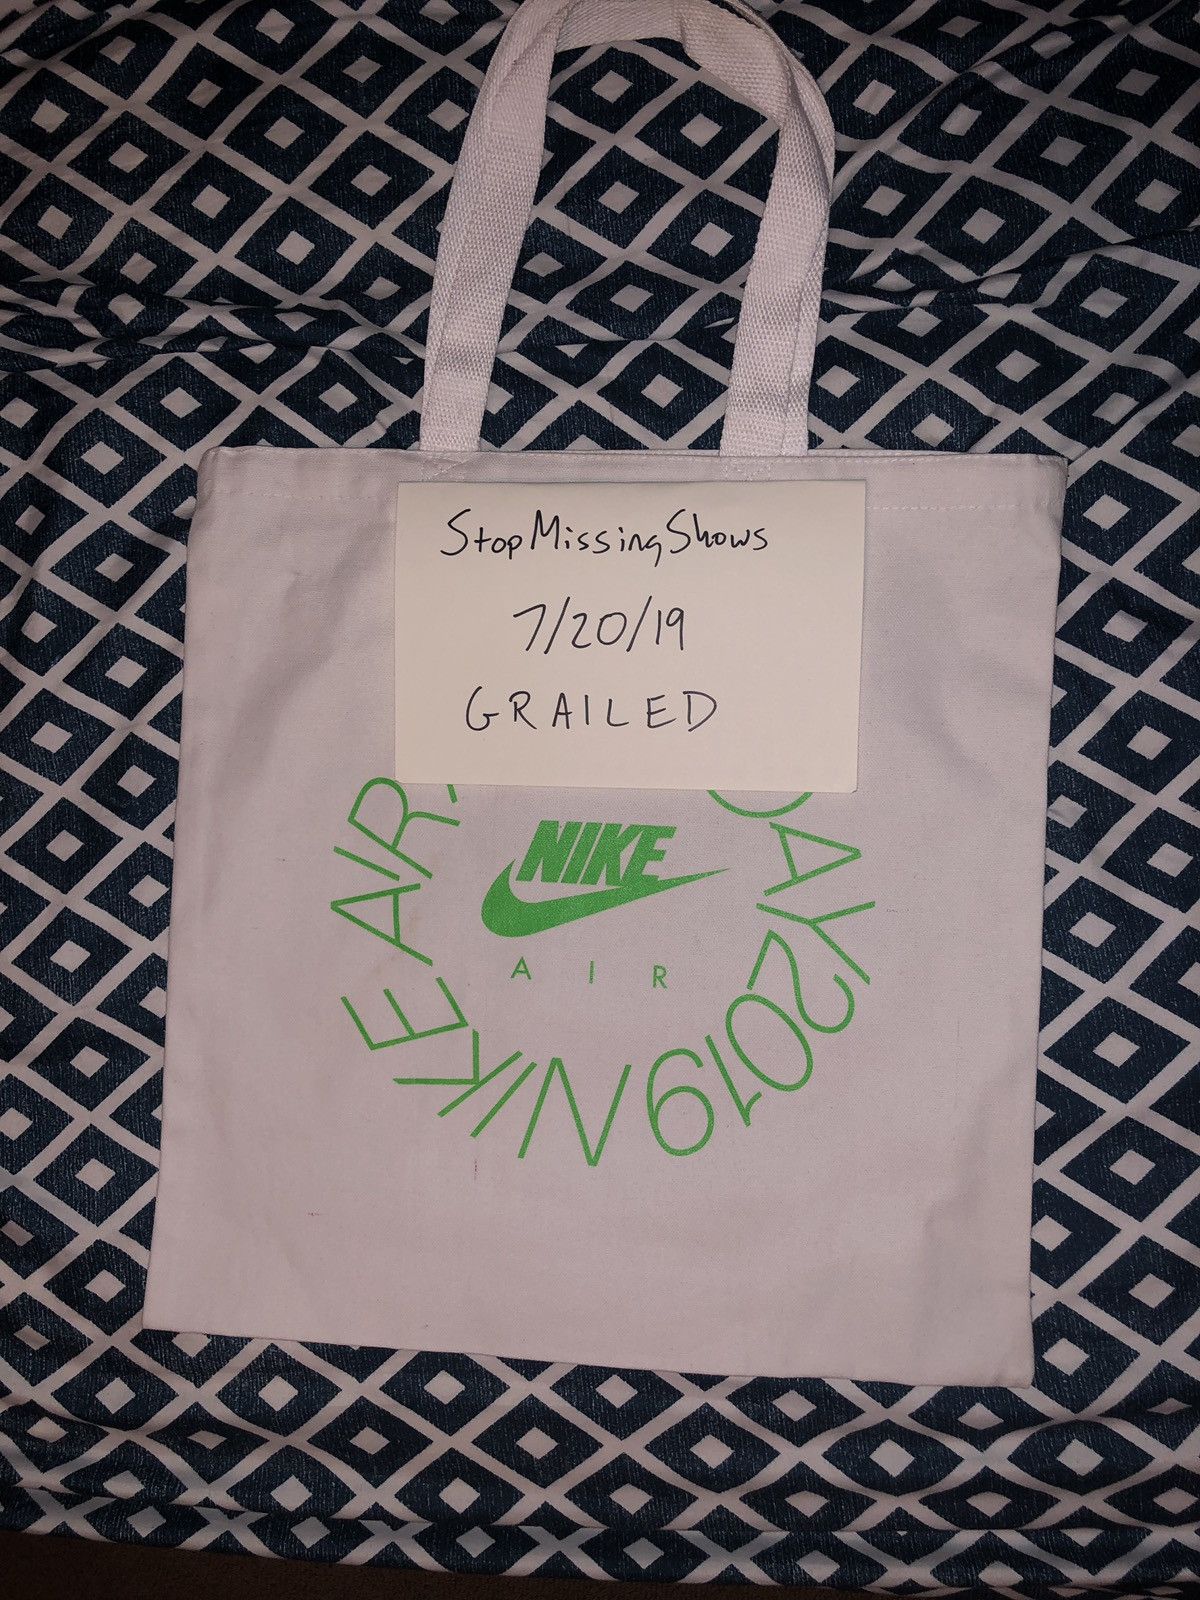 StopMissingShows
7/20/19
GRAILED
NIKE
AIR
NIKE AIR
DAY 2019